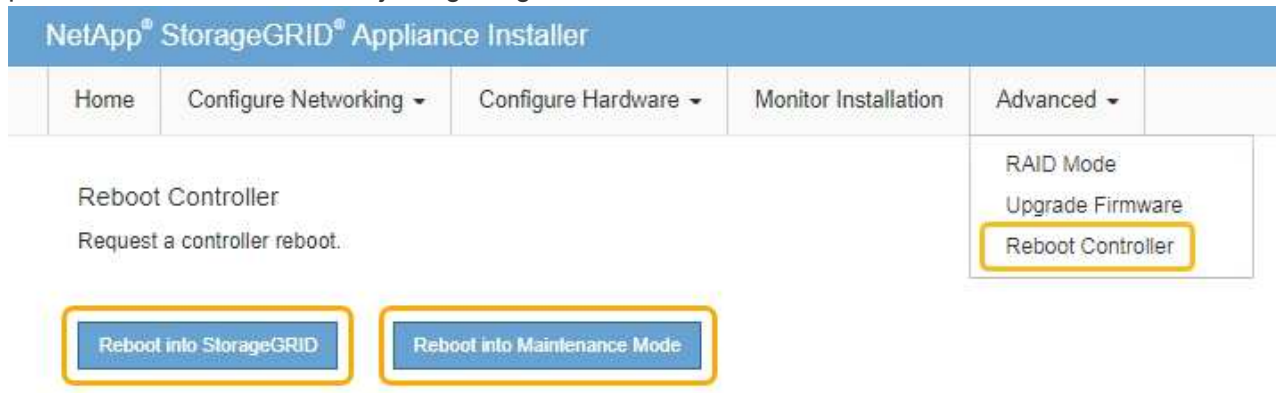 NetApp® StorageGRID® Appliance Installer
Home Configure Networking Configure Hardware Monitor Installation Advanced
RAID Mode
Upgrade Firmware
Reboot Controller
Reboot Controller
Request a controller reboot.
Reboot into StorageGRID Reboot into Maintenance Mode